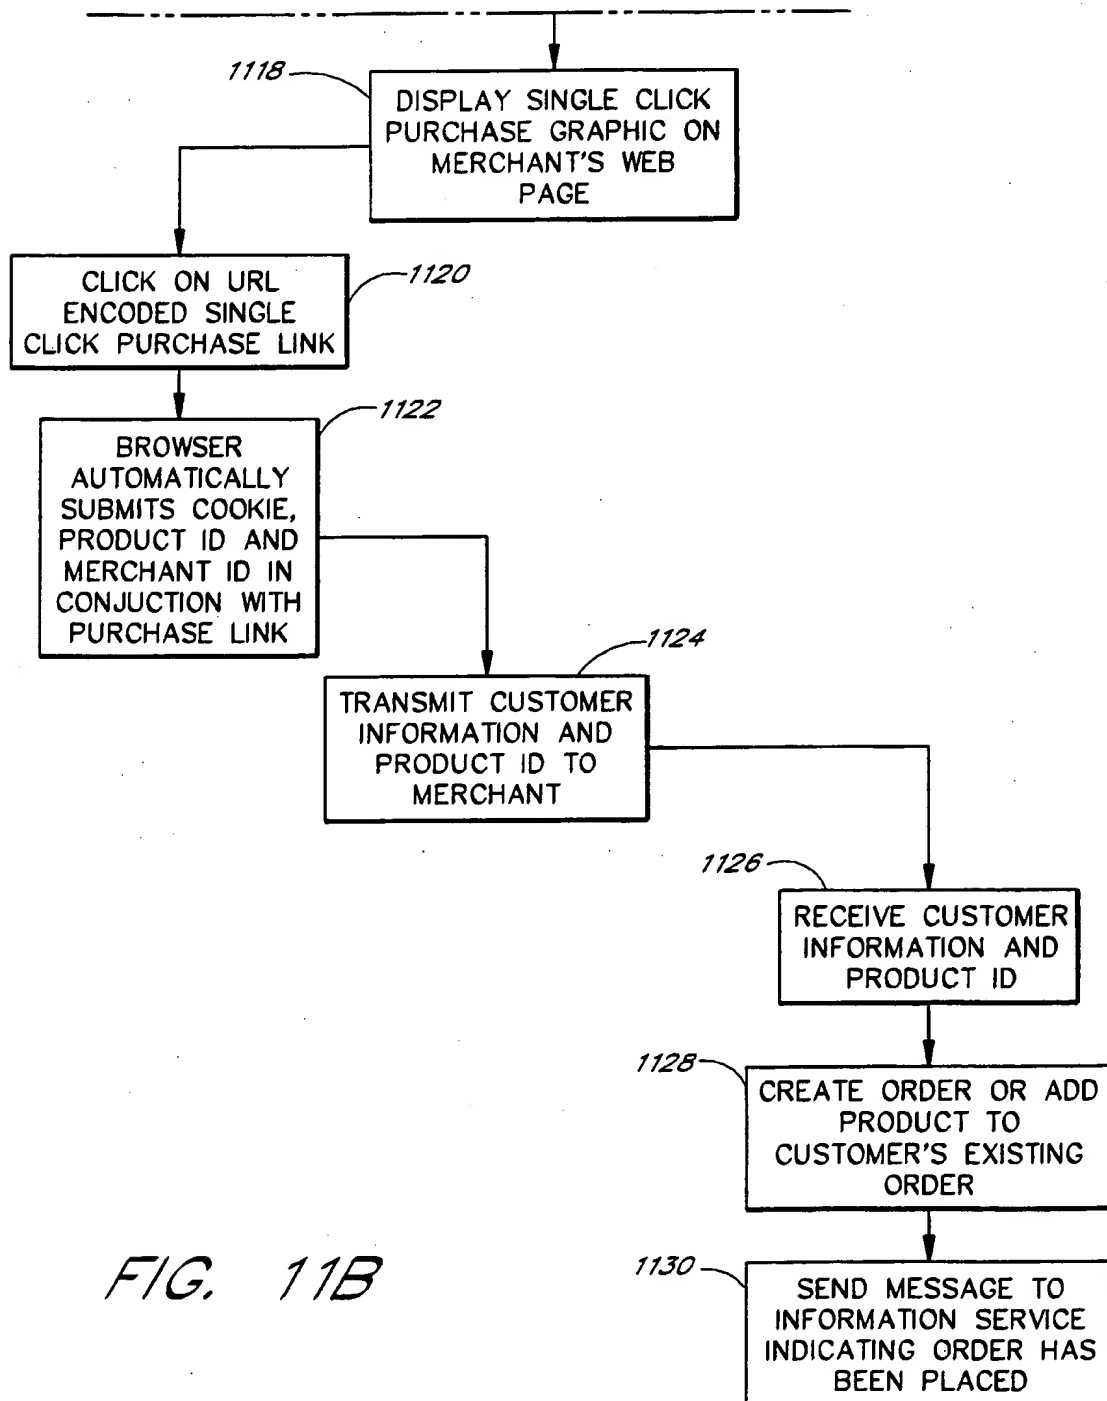 1118
DISPLAY SINGLE CLICK
PURCHASE GRAPHIC ON
MERCHANT'S WEB
PAGE
CLICK ON URL
ENCODED SINGLE
CLICK PURCHASE LINK
1120
1122
BROWSER
AUTOMATICALLY
SUBMITS COOKIE,
PRODUCT ID AND
MERCHANT ID IN
CONJUCTION WITH
PURCHASE LINK
1124
TRANSMIT CUSTOMER
INFORMATION AND
PRODUCT ID TO
MERCHANT
1126
RECEIVE CUSTOMER
INFORMATION AND
PRODUCT ID
1128
CREATE ORDER OR ADD
PRODUCT TO
CUSTOMER'S EXISTING
ORDER
1130
SEND MESSAGE TO
INFORMATION SERVICE
INDICATING ORDER HAS
BEEN PLACED
FIG. 11B